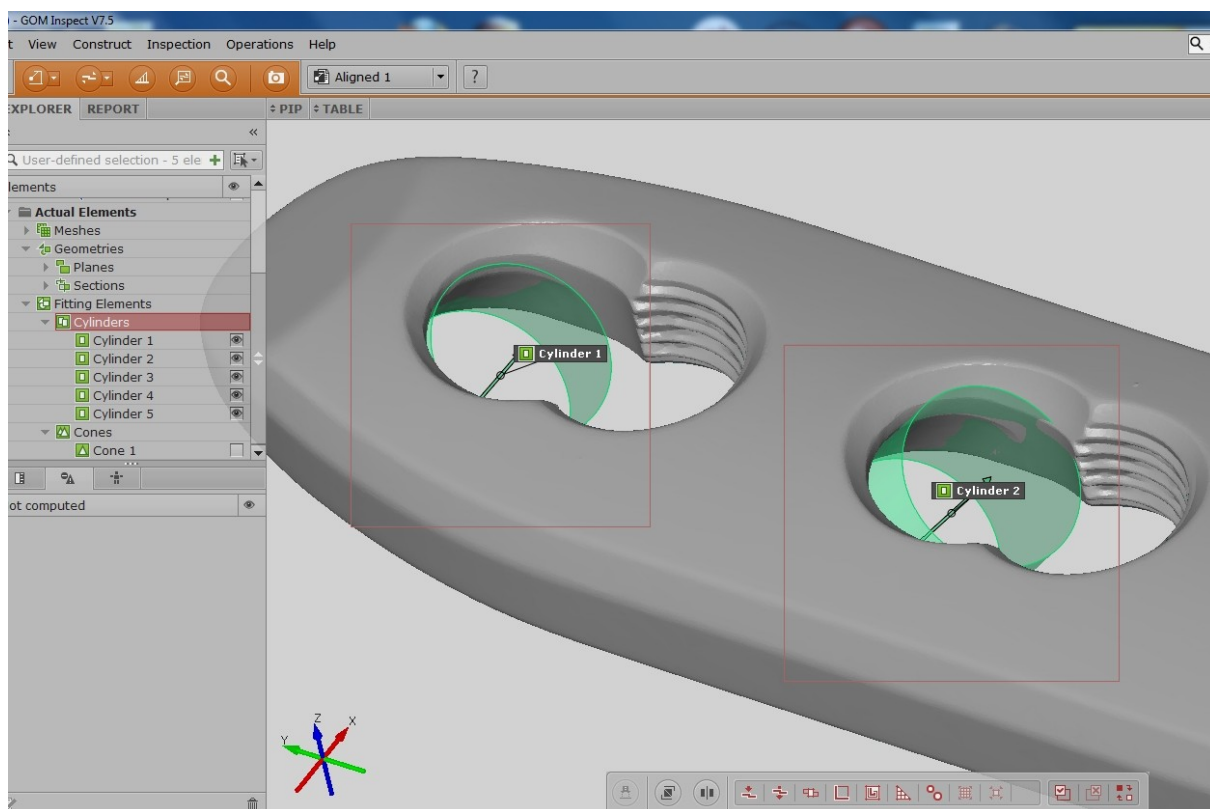 - GOM Inspect V7.5
t View Construct Inspection Operations Help
Aligned 1
?
EXPLORER REPORT
PIP TABLE
«
User-defined selection - 5 ele
lements
Actual Elements
Meshes
Geometries
Planes
Sections
Fitting Elements
Cylinders
Cylinder 1
Cylinder 2
Cylinder 3
Cylinder 4
Cylinder 5
Cones
Cone 1
ot computed
Cylinder 1
Cylinder 2
Z X
Y